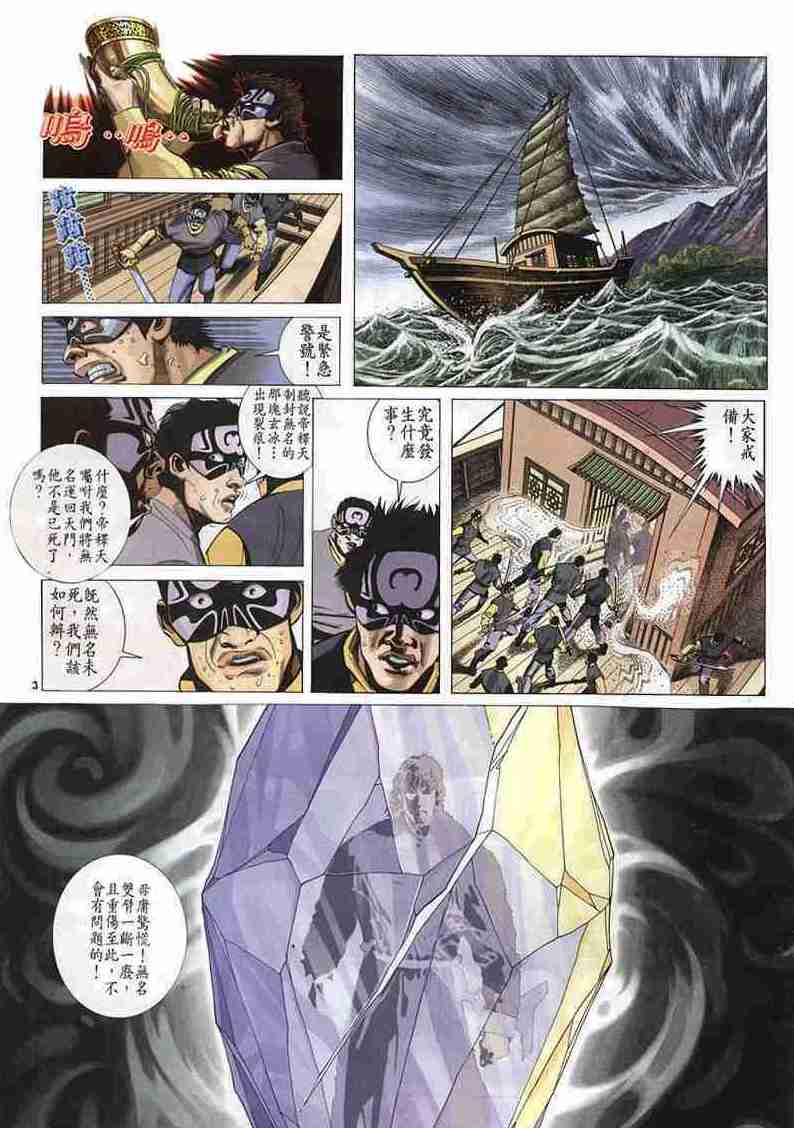 嗚..嗚...
是緊急
警號！
大家戒
備！
究竟發
生什麼
事？
聽說帝釋天
制封無名的
那塊玄冰…
出現裂痕！
什麼？帝釋天
囑咐我們將無
名運回天門，
他不是已死了
嗎？
既然無名未
死，我們該
如何辦？
3
毋庸驚慌！無名
雙臂一斷一廢，
且重傷至此，不
會有問題的！